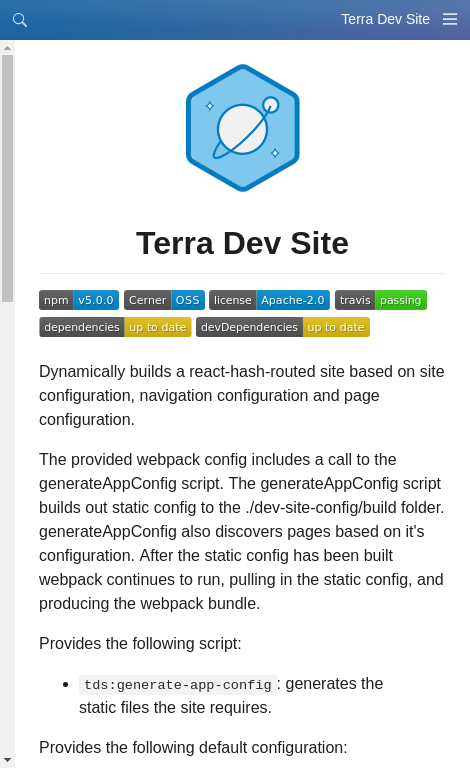 Terra Dev Site
Terra Dev Site
npm v5.0.0 Cerner OSS license Apache-2.0 travis passing
dependencies up to date devDependencies up to date
Dynamically builds a react-hash-routed site based on site
configuration, navigation configuration and page
configuration.
The provided webpack config includes a call to the
generateAppConfig script. The generateAppConfig script
builds out static config to the ./dev-site-config/build folder.
generateAppConfig also discovers pages based on it's
configuration. After the static config has been built
webpack continues to run, pulling in the static config, and
producing the webpack bundle.
Provides the following script:
• tds:generate-app-config: generates the
static files the site requires.
Provides the following default configuration: